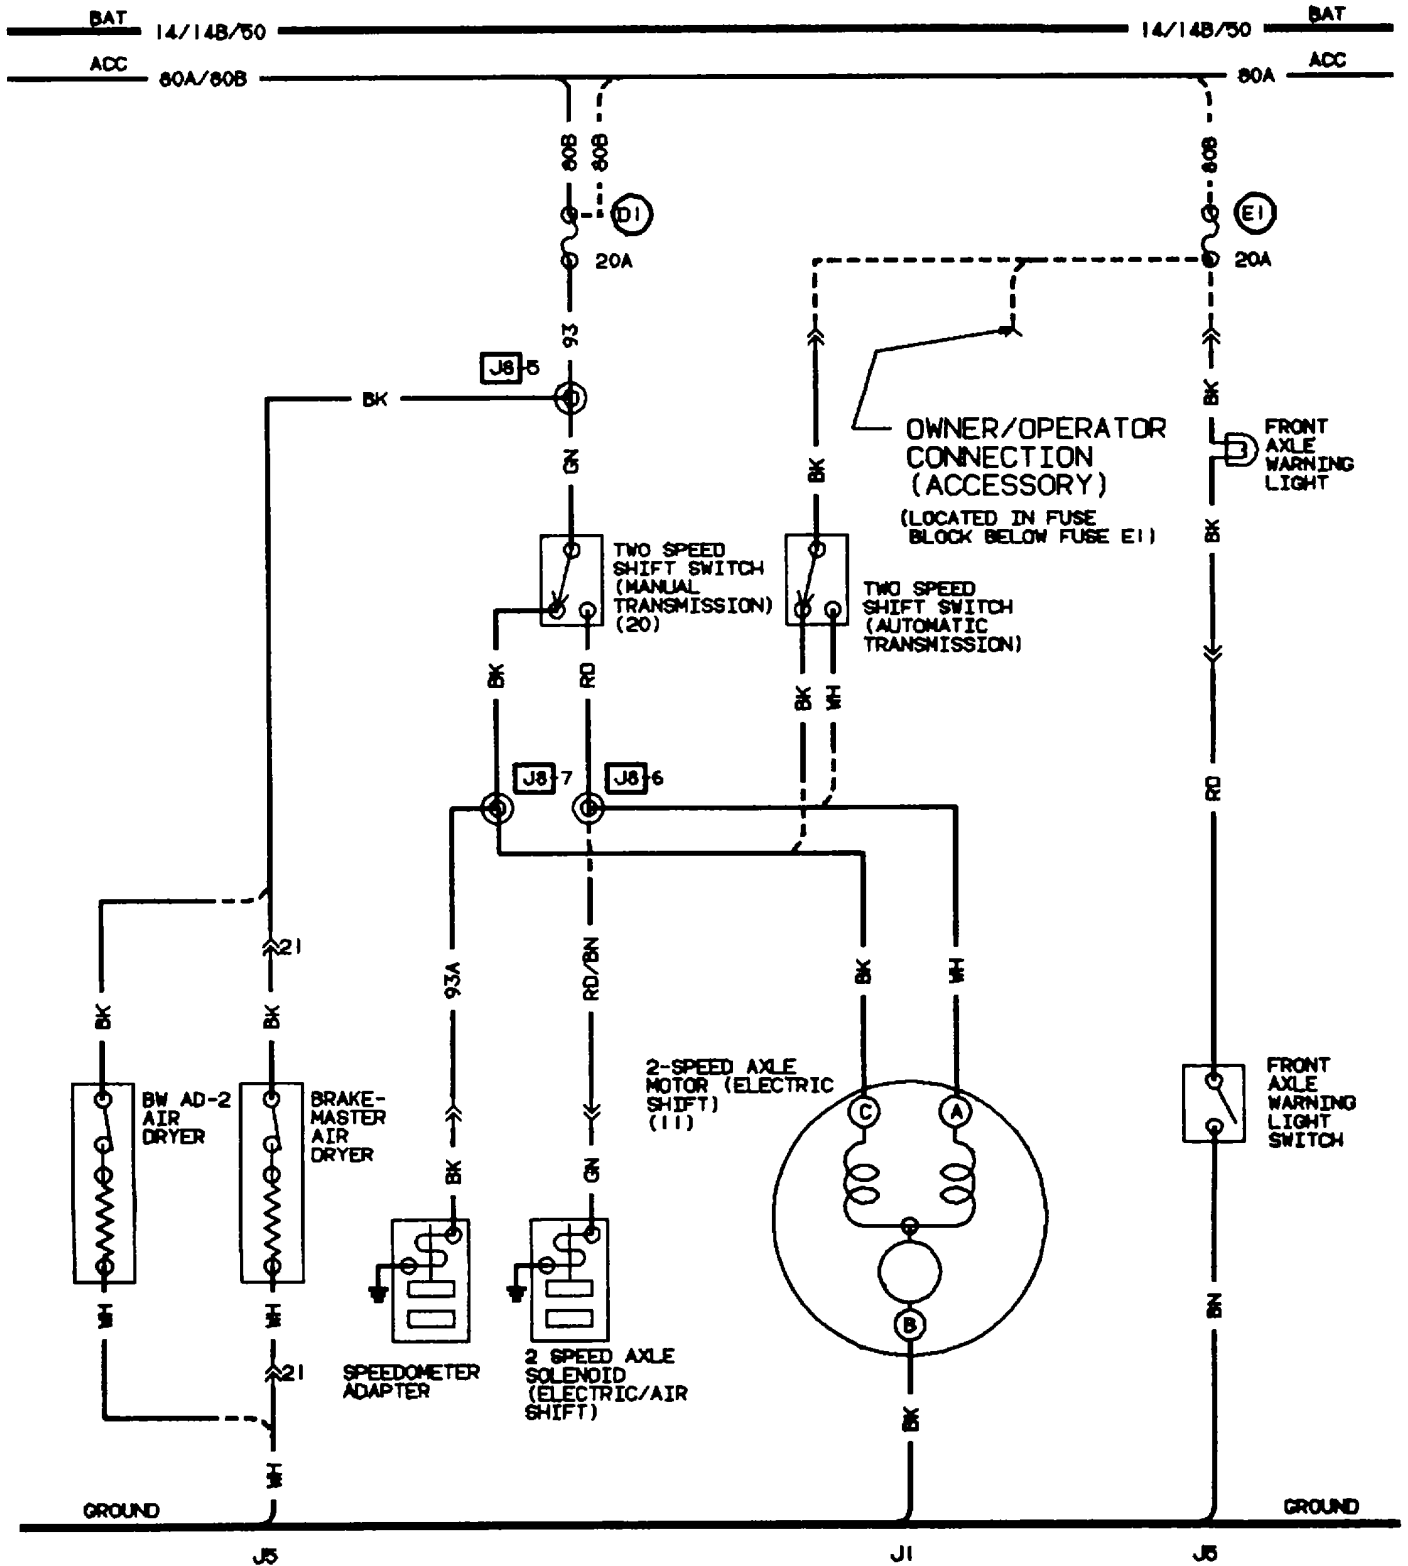 BAT
14/14B/50
14/14B/50
BAT
ACC
80A/80B
80A
ACC
80B
80B
80B
D1
E1
20A
20A
93
J8-5
BK
BK
GN
BK
OWNER/OPERATOR
CONNECTION
(ACCESSORY)
(LOCATED IN FUSE
BLOCK BELOW FUSE E1)
FRONT
AXLE
WARNING
LIGHT
BK
TWO SPEED
SHIFT SWITCH
(MANUAL
TRANSMISSION)
(20)
TWO SPEED
SHIFT SWITCH
(AUTOMATIC
TRANSMISSION)
BK
RD
BK
WH
J8-7
J8-6
RD
21
93A
RD/BN
BK
WH
BK
BK
2-SPEED AXLE
MOTOR (ELECTRIC
SHIFT)
(11)
FRONT
AXLE
WARNING
LIGHT
SWITCH
BW AD-2
AIR
DRYER
BRAKE-
MASTER
AIR
DRYER
C
A
BK
GN
WH
WH
B
BN
21
SPEEDOMETER
ADAPTER
2 SPEED AXLE
SOLENOID
(ELECTRIC/AIR
SHIFT)
BK
WH
GROUND
GROUND
J5
J1
J6